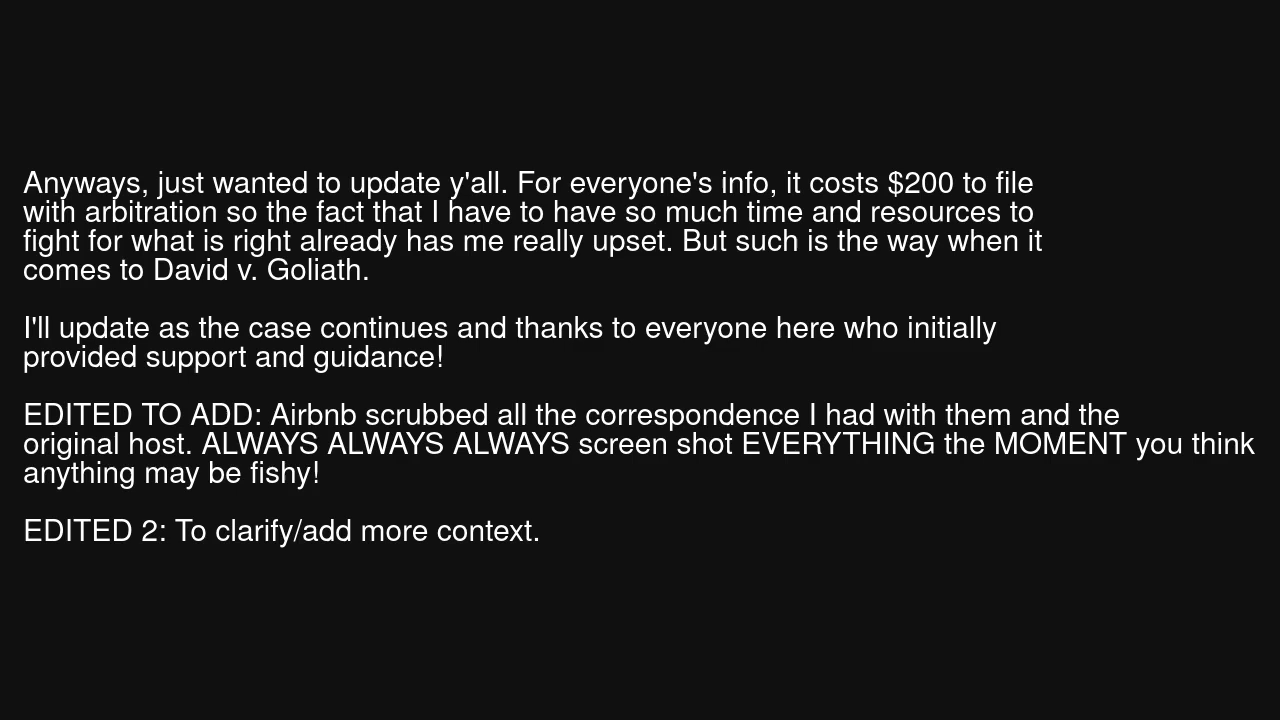 Anyways, just wanted to update y'all. For everyone's info, it costs $200 to file
with arbitration so the fact that I have to have so much time and resources to
fight for what is right already has me really upset. But such is the way when it
comes to David v. Goliath.
I'll update as the case continues and thanks to everyone here who initially
provided support and guidance!
EDITED TO ADD: Airbnb scrubbed all the correspondence I had with them and the
original host. ALWAYS ALWAYS ALWAYS screen shot EVERYTHING the MOMENT you think
anything may be fishy!
EDITED 2: To clarify/add more context.